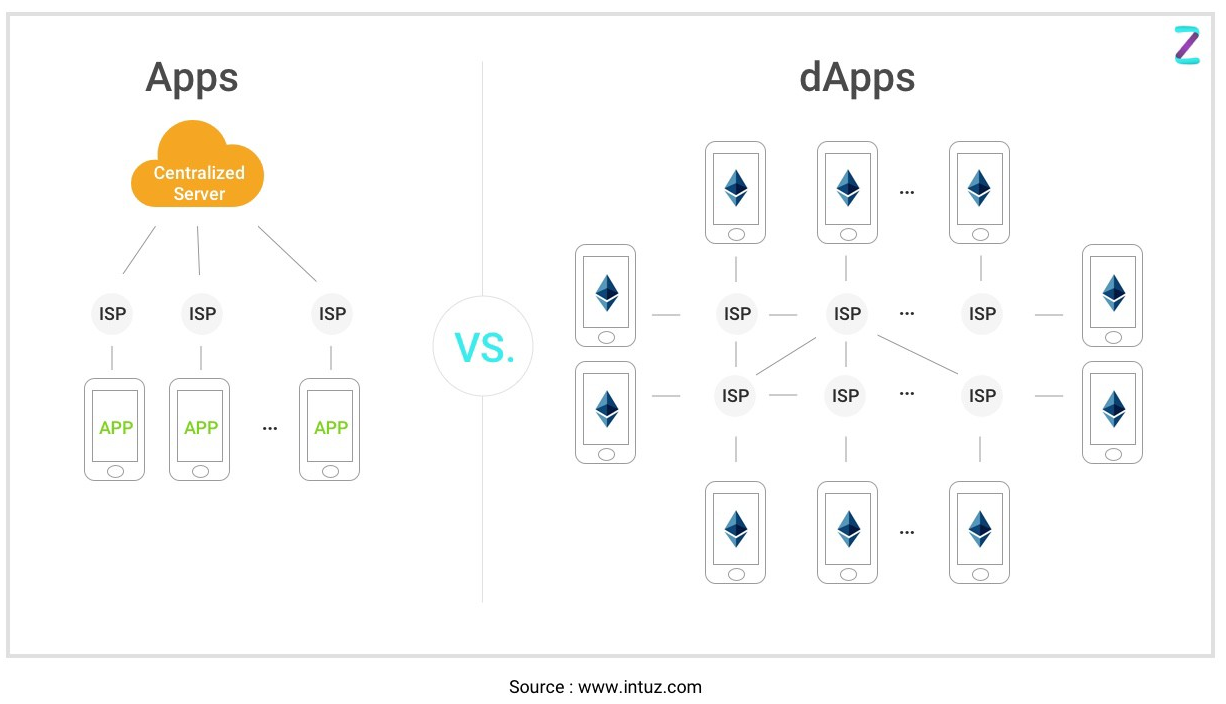 Apps
Centralized
Server
ISP ISP ISP
APP APP ... APP
VS.
dApps
...
ISP ISP ... ISP
ISP ISP ... ISP
...
Source : www.intuz.com